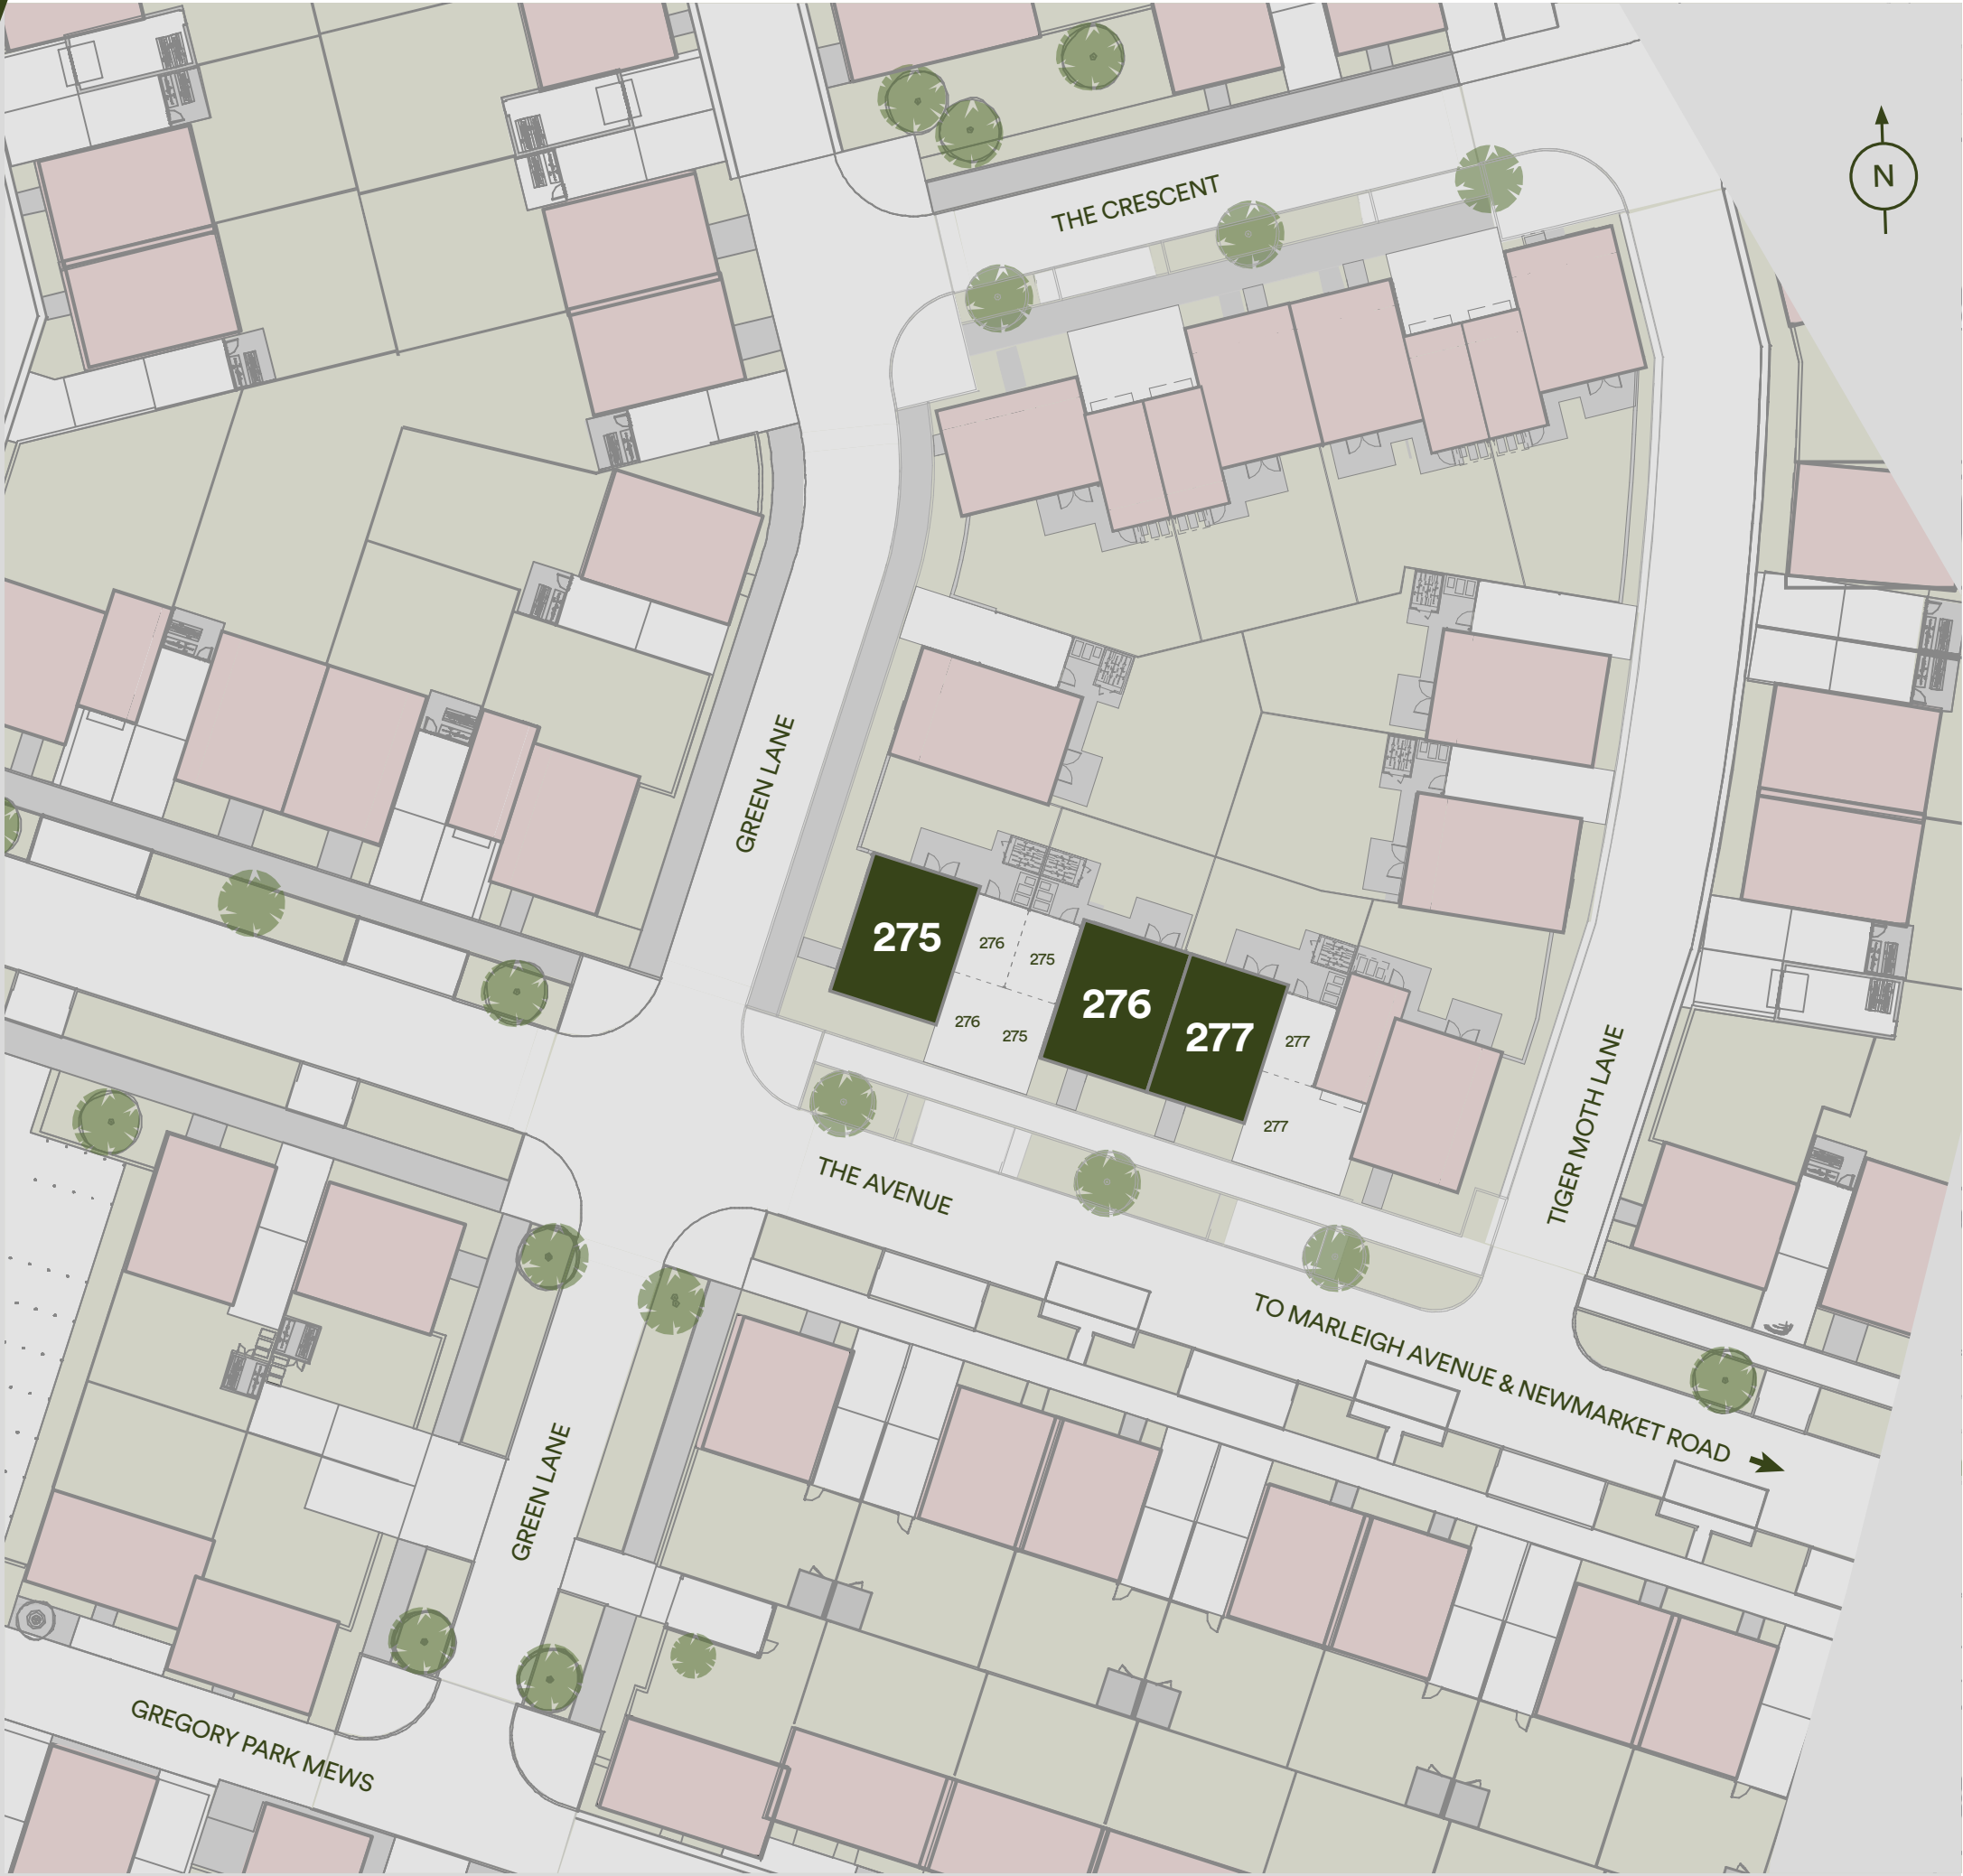 THE CRESCENT
N
GREEN LANE
275
276
275
276
275
276
277
277
277
THE AVENUE
TIGER MOTH LANE
TO MARLEIGH AVENUE & NEWMARKET ROAD
GREEN LANE
GREGORY PARK MEWS